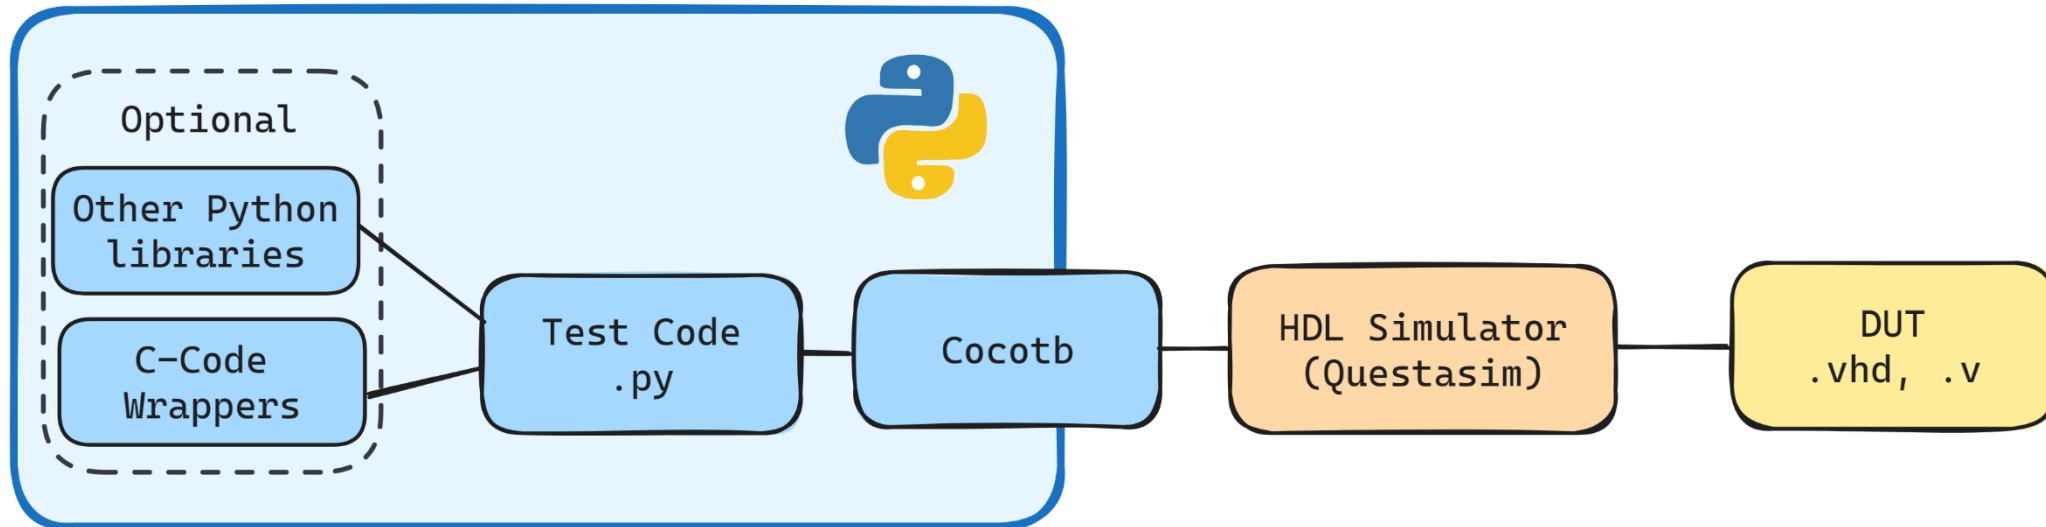 Optional
Other Python
libraries
C-Code
Wrappers
Test Code
.py
Cocotb
HDL Simulator
(Questasim)
DUT
.vhd, .v